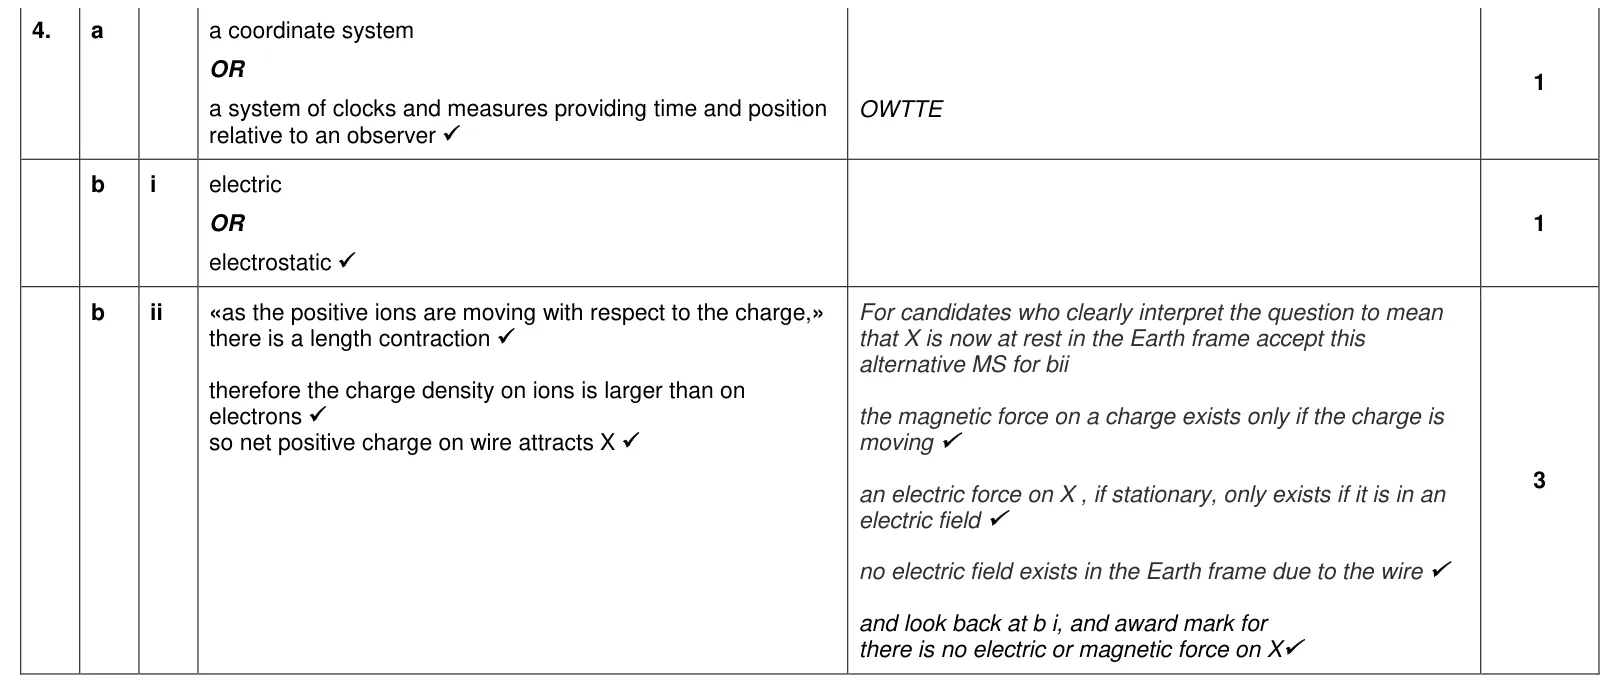 4. a a coordinate system
OR
a system of clocks and measures providing time and position
relative to an observer ✓
OWTTE
1
b i electric
OR
electrostatic ✓
1
b ii «as the positive ions are moving with respect to the charge,»
there is a length contraction ✓
therefore the charge density on ions is larger than on
electrons ✓
so net positive charge on wire attracts X ✓
For candidates who clearly interpret the question to mean
that X is now at rest in the Earth frame accept this
alternative MS for bii
the magnetic force on a charge exists only if the charge is
moving ✓
an electric force on X , if stationary, only exists if it is in an
electric field ✓
no electric field exists in the Earth frame due to the wire ✓
and look back at b i, and award mark for
there is no electric or magnetic force on X✓
3